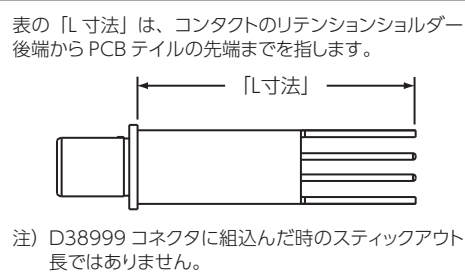 表の「L 寸法」は、コンタクトのリテンションショルダー
後端から PCB テイルの先端までを指します。
「L寸法」
注）D38999 コネクタに組込んだ時のスティックアウト
長ではありません。